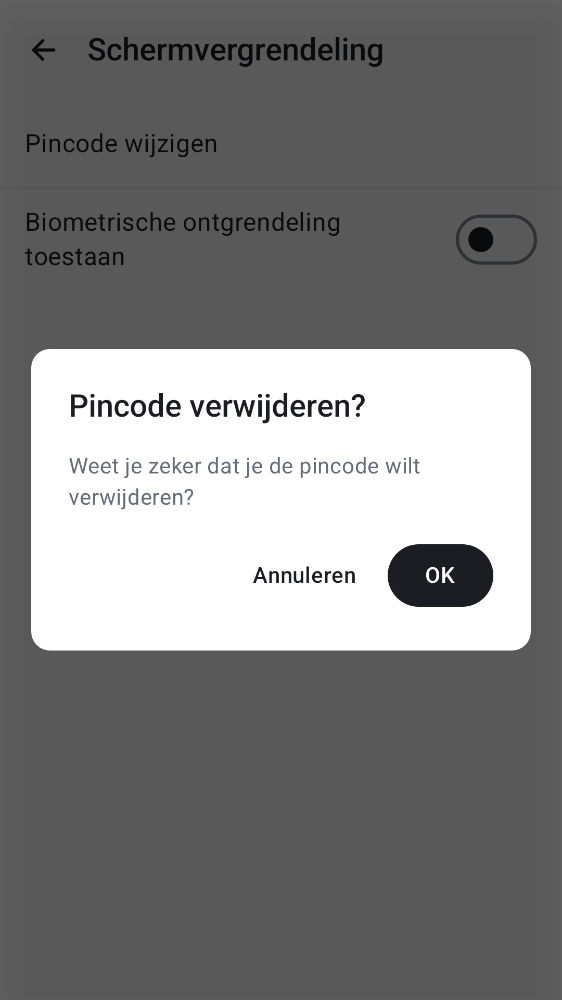 Schermvergrendeling
Pincode wijzigen
Biometrische ontgrendeling
toestaan
Pincode verwijderen?
Weet je zeker dat je de pincode wilt
verwijderen?
Annuleren
OK